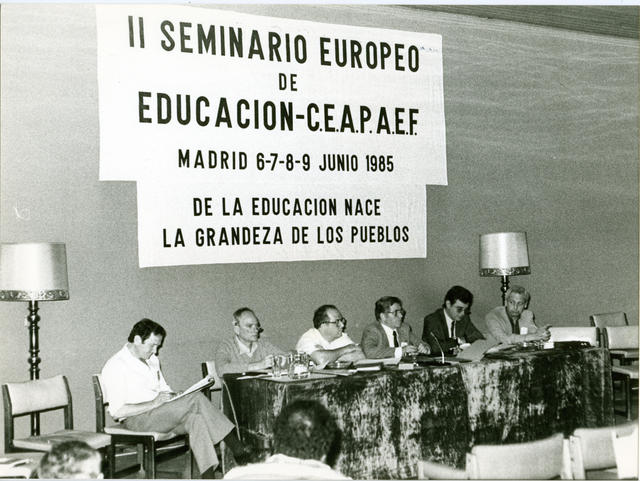 II SEMINARIO EUROPEO
DE
EDUCACION-C.E.A.P.A.E.F.
MADRID 6-7-8-9 JUNIO 1985
DE LA EDUCACION NACE
LA GRANDEZA DE LOS PUEBLOS